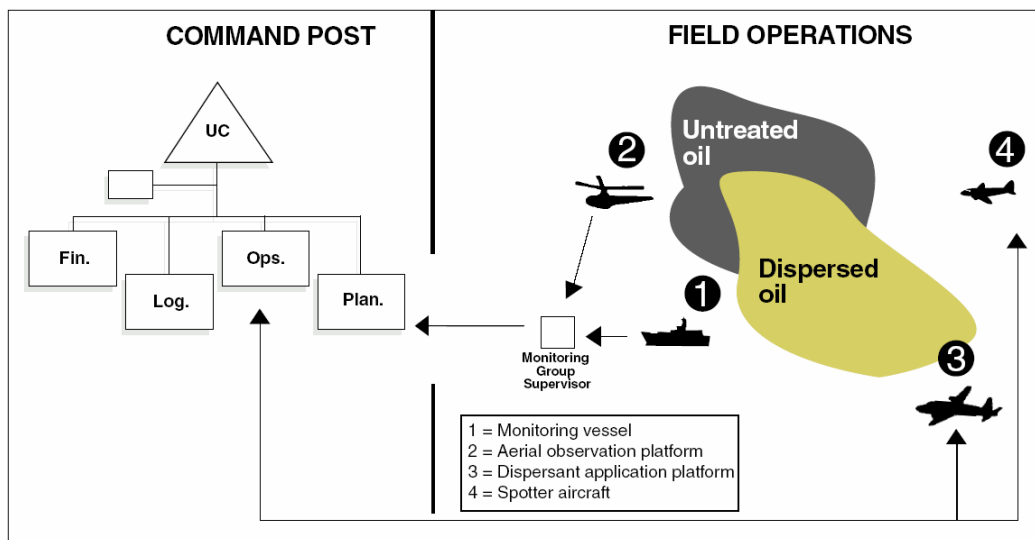 COMMAND POST
FIELD OPERATIONS
UC
Fin.
Log.
Ops.
Plan.
Untreated
oil
Dispersed
oil
2
4
1
3
Monitoring
Group
Supervisor
1 = Monitoring vessel
2 = Aerial observation platform
3 = Dispersant application platform
4 = Spotter aircraft